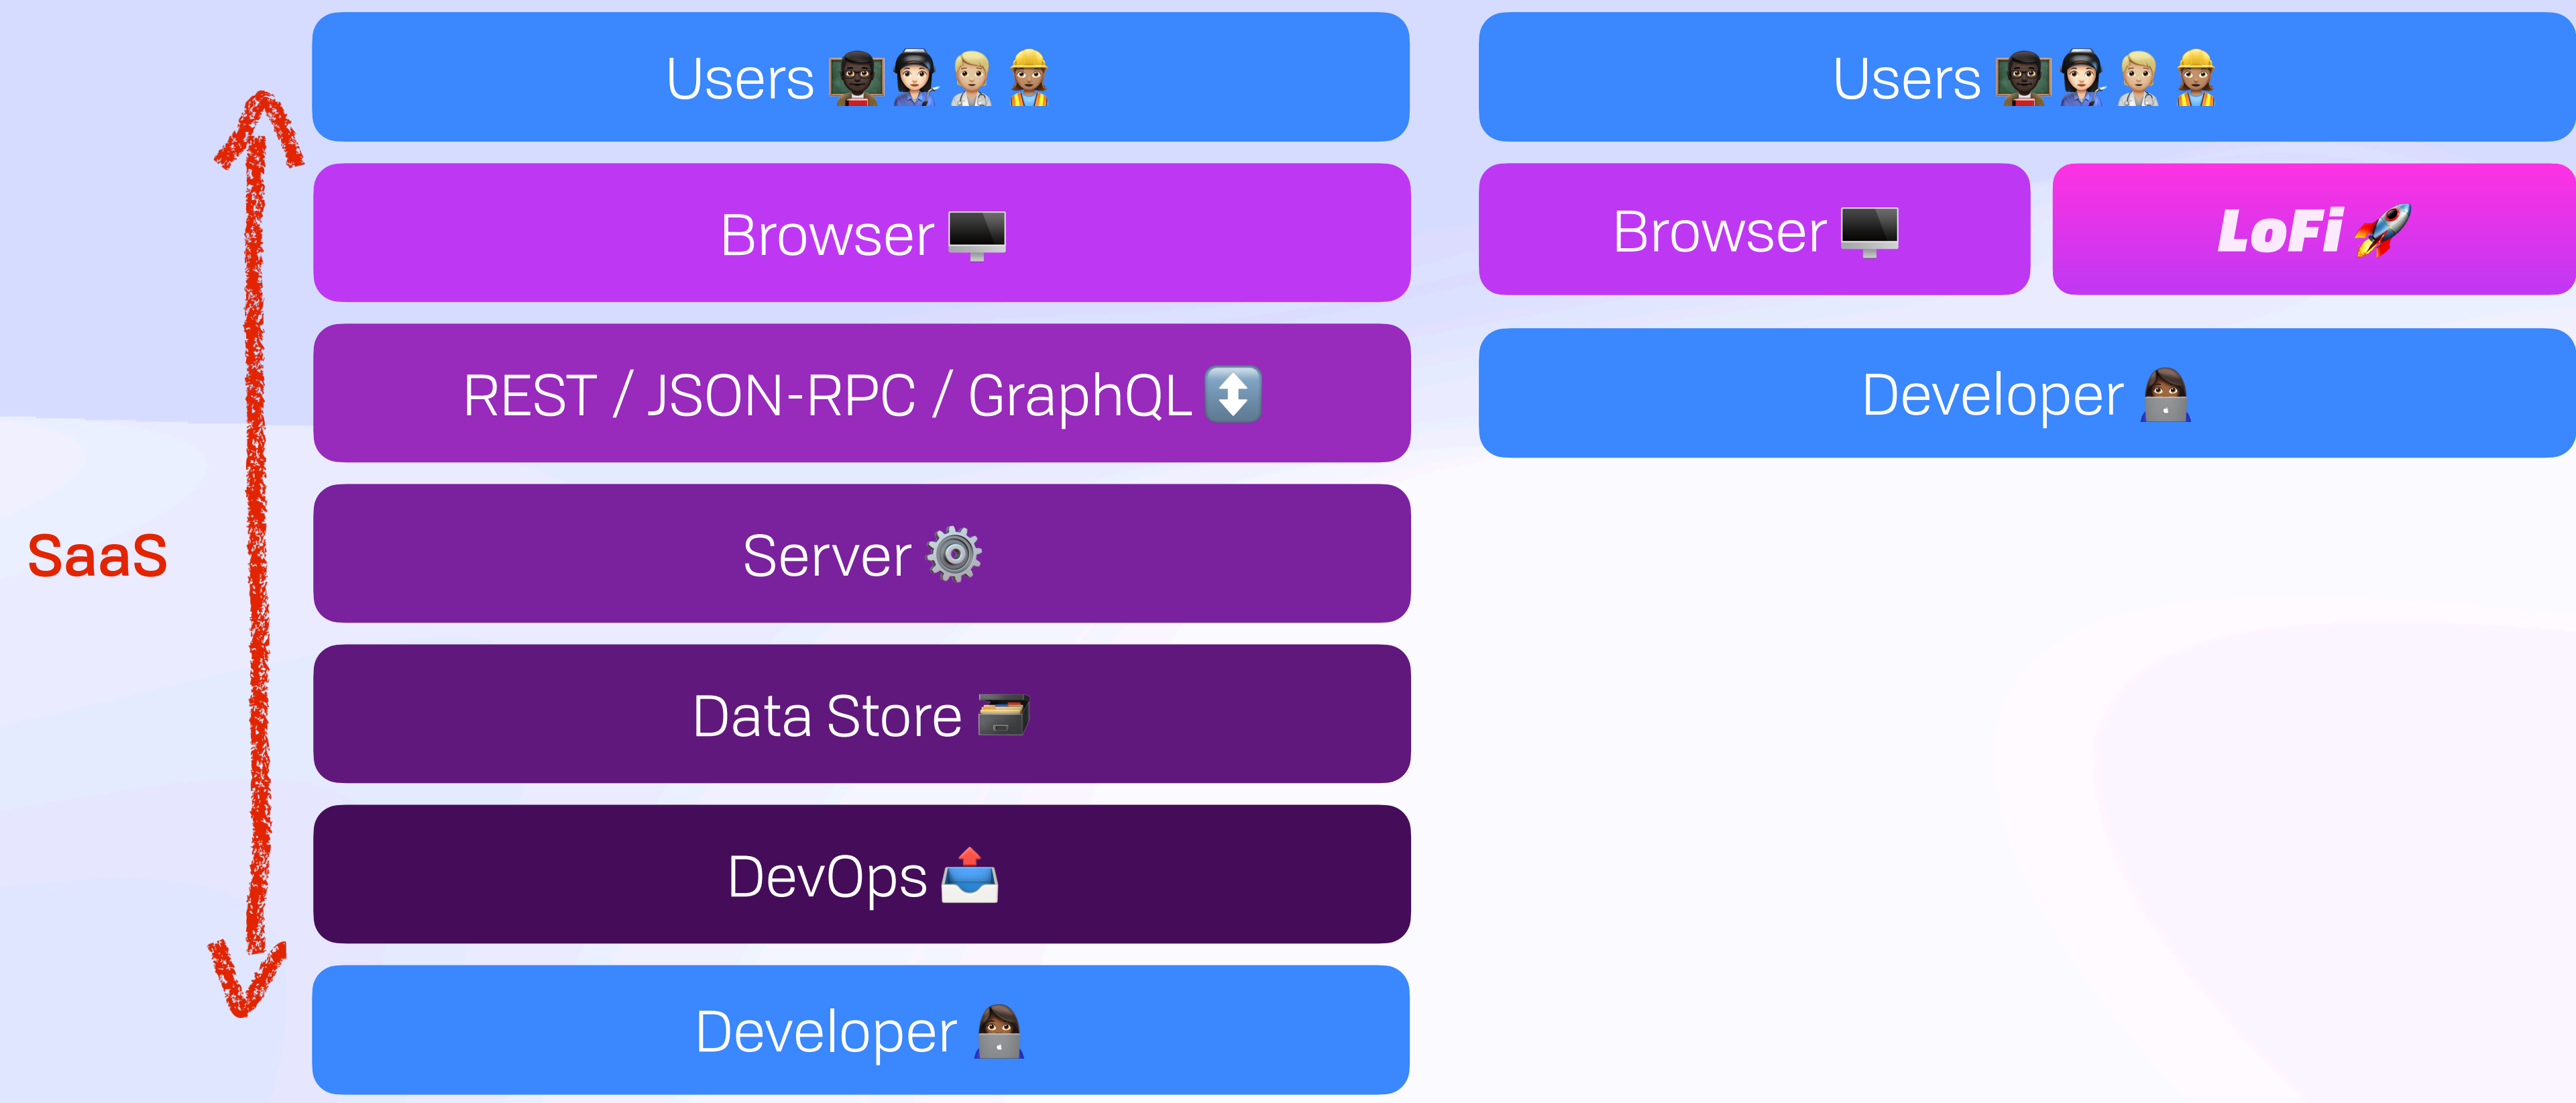 Users 👨🏿‍🏫👩🏻‍🏭🧑🏼‍⚕️👷🏽‍♀️
Browser 🖥️
REST / JSON-RPC / GraphQL ↕️
Server ⚙️
Data Store 🗃️
DevOps 📤
Developer 👩🏾‍💻
SaaS
Users 👨🏿‍🏫👩🏻‍🏭🧑🏼‍⚕️👷🏽‍♀️
Browser 🖥️
LoFi 🚀
Developer 👩🏾‍💻